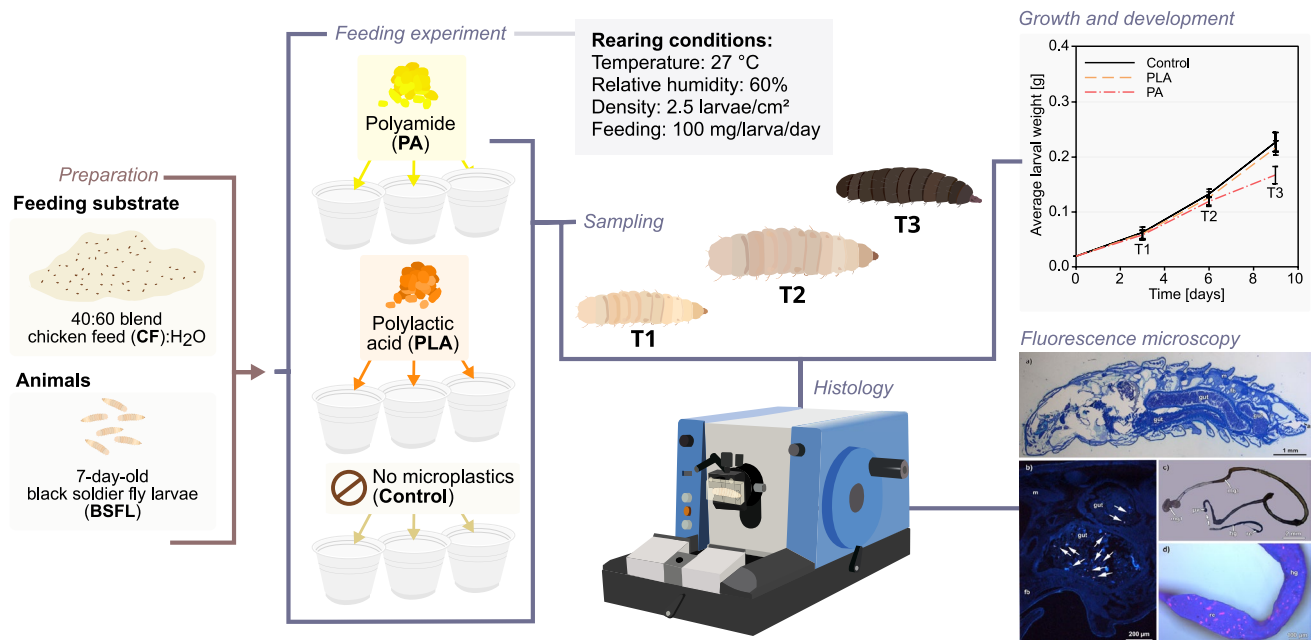 Preparation
Feeding substrate
40:60 blend
chicken feed (CF):H₂O
Animals
7-day-old
black soldier fly larvae
(BSFL)
Feeding experiment
Polyamide
(PA)
Polylactic
acid (PLA)
No microplastics
(Control)
Rearing conditions:
Temperature: 27 °C
Relative humidity: 60%
Density: 2.5 larvae/cm²
Feeding: 100 mg/larva/day
Sampling
T1
T2
T3
Histology
Growth and development
Average larval weight [g]
0.4
0.3
0.2
0.1
0.0
Control
PLA
PA
T1
T2
T3
0 2 4 6 8 10
Time [days]
Fluorescence microscopy
a)
gut
gut
1 mm
b)
m
gut
gut
fb
200 µm
c)
2 mm
d)
hg
re